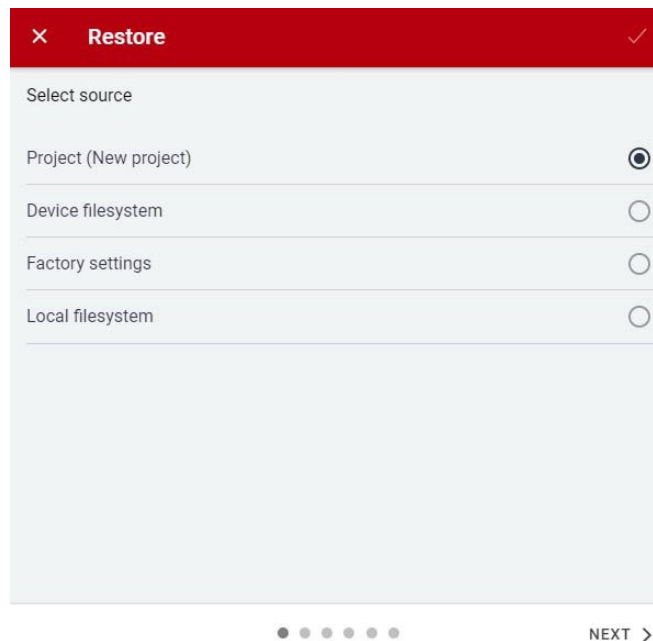 Restore
Select source
Project (New project)
Device filesystem
Factory settings
Local filesystem
NEXT